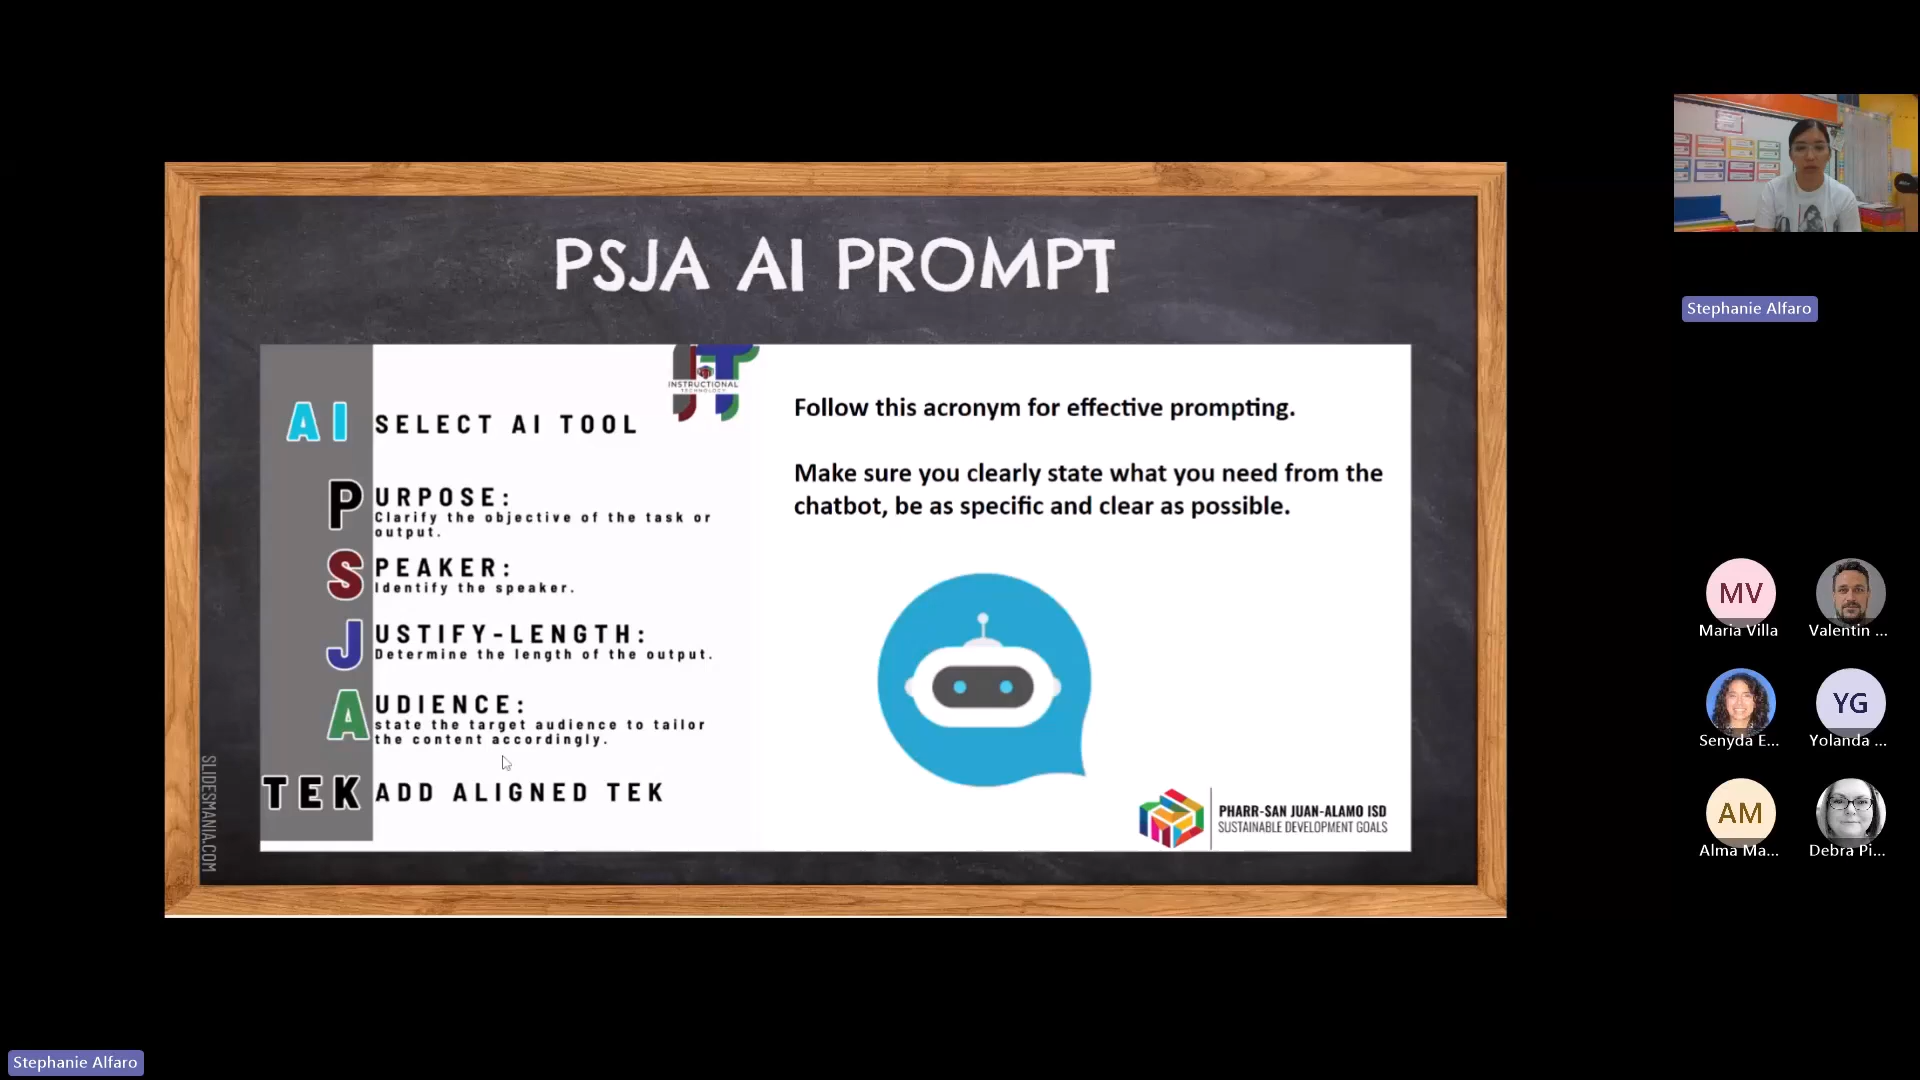 PSJA AI PROMPT
AI SELECT AI TOOL
PURPOSE:
Clarify the objective of the task or
output.
SPEAKER:
Identify the speaker.
JUSTIFY-LENGTH:
Determine the length of the output.
AUDIENCE:
state the target audience to tailor
the content accordingly.
TEK ADD ALIGNED TEK
INSTRUCTIONAL
TECHNOLOGY
Follow this acronym for effective prompting.
Make sure you clearly state what you need from the
chatbot, be as specific and clear as possible.
PHARR-SAN JUAN-ALAMO ISD
SUSTAINABLE DEVELOPMENT GOALS
SLIDESMANIA.COM
Stephanie Alfaro
MV
Maria Villa
Valentin ...
Senyda E...
YG
Yolanda ...
AM
Alma Ma...
Debra Pi...
Stephanie Alfaro